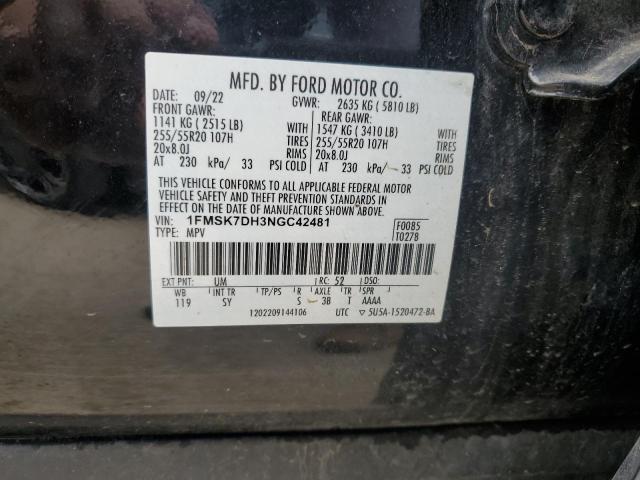 MFD. BY FORD MOTOR CO.
DATE: 09/22 GVWR: 2635 KG ( 5810 LB)
FRONT GAWR: REAR GAWR:
1141 KG ( 2515 LB) WITH 1547 KG ( 3410 LB) WITH
255/55R20 107H TIRES 255/55R20 107H TIRES
20x8.0J RIMS 20x8.0J RIMS
AT 230 kPa/ 33 PSI COLD AT 230 kPa/ 33 PSI COLD
THIS VEHICLE CONFORMS TO ALL APPLICABLE FEDERAL MOTOR
VEHICLE SAFETY AND THEFT PREVENTION STANDARDS IN
EFFECT ON THE DATE OF MANUFACTURE SHOWN ABOVE.
VIN: 1FMSK7DH3NGC42481 F0085
TYPE: MPV T0278
EXT PNT: UM RC: 52 DSO:
WB INT TR TP/PS R AXLE TR SPR
119 SY S 3B T AAAA
1202209144106 UTC ▽ 5U5A-1520472-BA